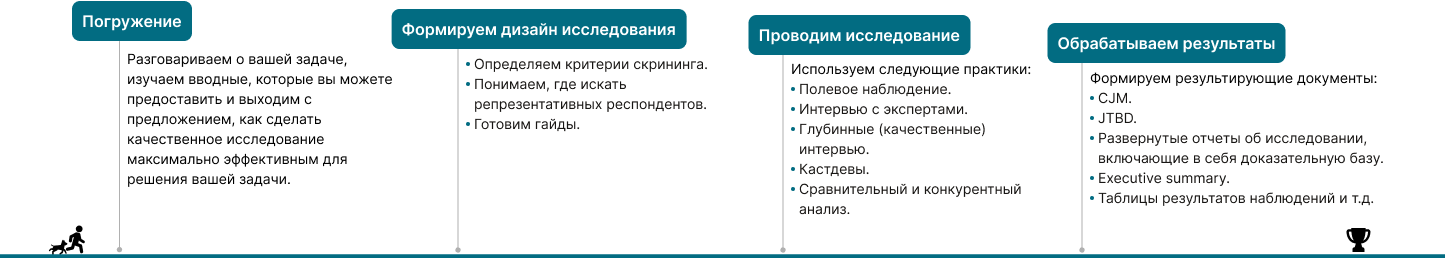 Погружение
Разговариваем о вашей задаче,
изучаем вводные, которые вы можете
предоставить и выходим с
предложением, как сделать
качественное исследование
максимально эффективным для
решения вашей задачи.
Формируем дизайн исследования
• Определяем критерии скрининга.
• Понимаем, где искать
репрезентативных респондентов.
• Готовим гайды.
Проводим исследование
Используем следующие практики:
• Полевое наблюдение.
• Интервью с экспертами.
• Глубинные (качественные)
интервью.
• Кастдевы.
• Сравнительный и конкурентный
анализ.
Обрабатываем результаты
Формируем результирующие документы:
• CJM.
• JTBD.
• Развернутые отчеты об исследовании,
включающие в себя доказательную базу.
• Executive summary.
• Таблицы результатов наблюдений и т.д.